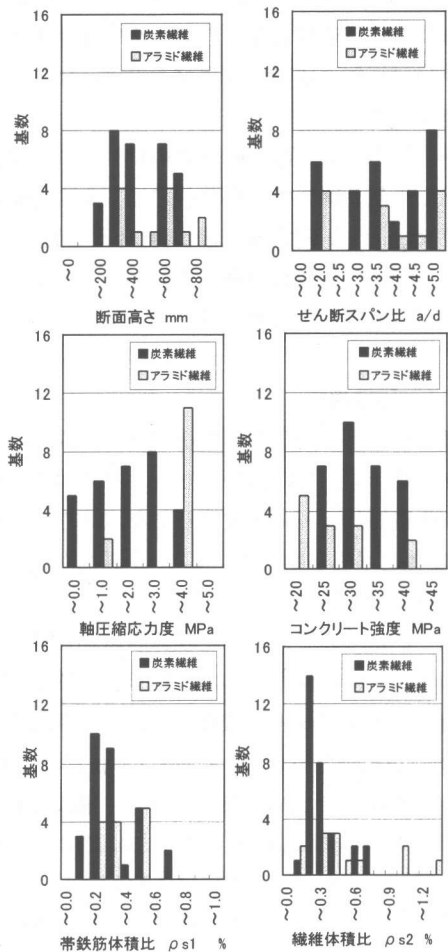 16
12
8
4
0
基数
炭素繊維
アラミド繊維
~0
~200
~400
~600
~800
断面高さ mm
16
12
8
4
0
基数
炭素繊維
アラミド繊維
~0.0
~2.0
~2.5
~3.0
~3.5
~4.0
~4.5
~5.0
せん断スパン比 a/d
16
12
8
4
0
基数
炭素繊維
アラミド繊維
~0.0
~1.0
~2.0
~3.0
~4.0
~5.0
軸圧縮応力度 MPa
16
12
8
4
0
基数
炭素繊維
アラミド繊維
~20
~25
~30
~35
~40
~45
コンクリート強度 MPa
16
12
8
4
0
基数
炭素繊維
アラミド繊維
~0.0
~0.2
~0.4
~0.6
~0.8
~1.0
帯鉄筋体積比 ρs1 %
16
12
8
4
0
基数
炭素繊維
アラミド繊維
~0.0
~0.3
~0.6
~0.9
~1.2
繊維体積比 ρs2 %